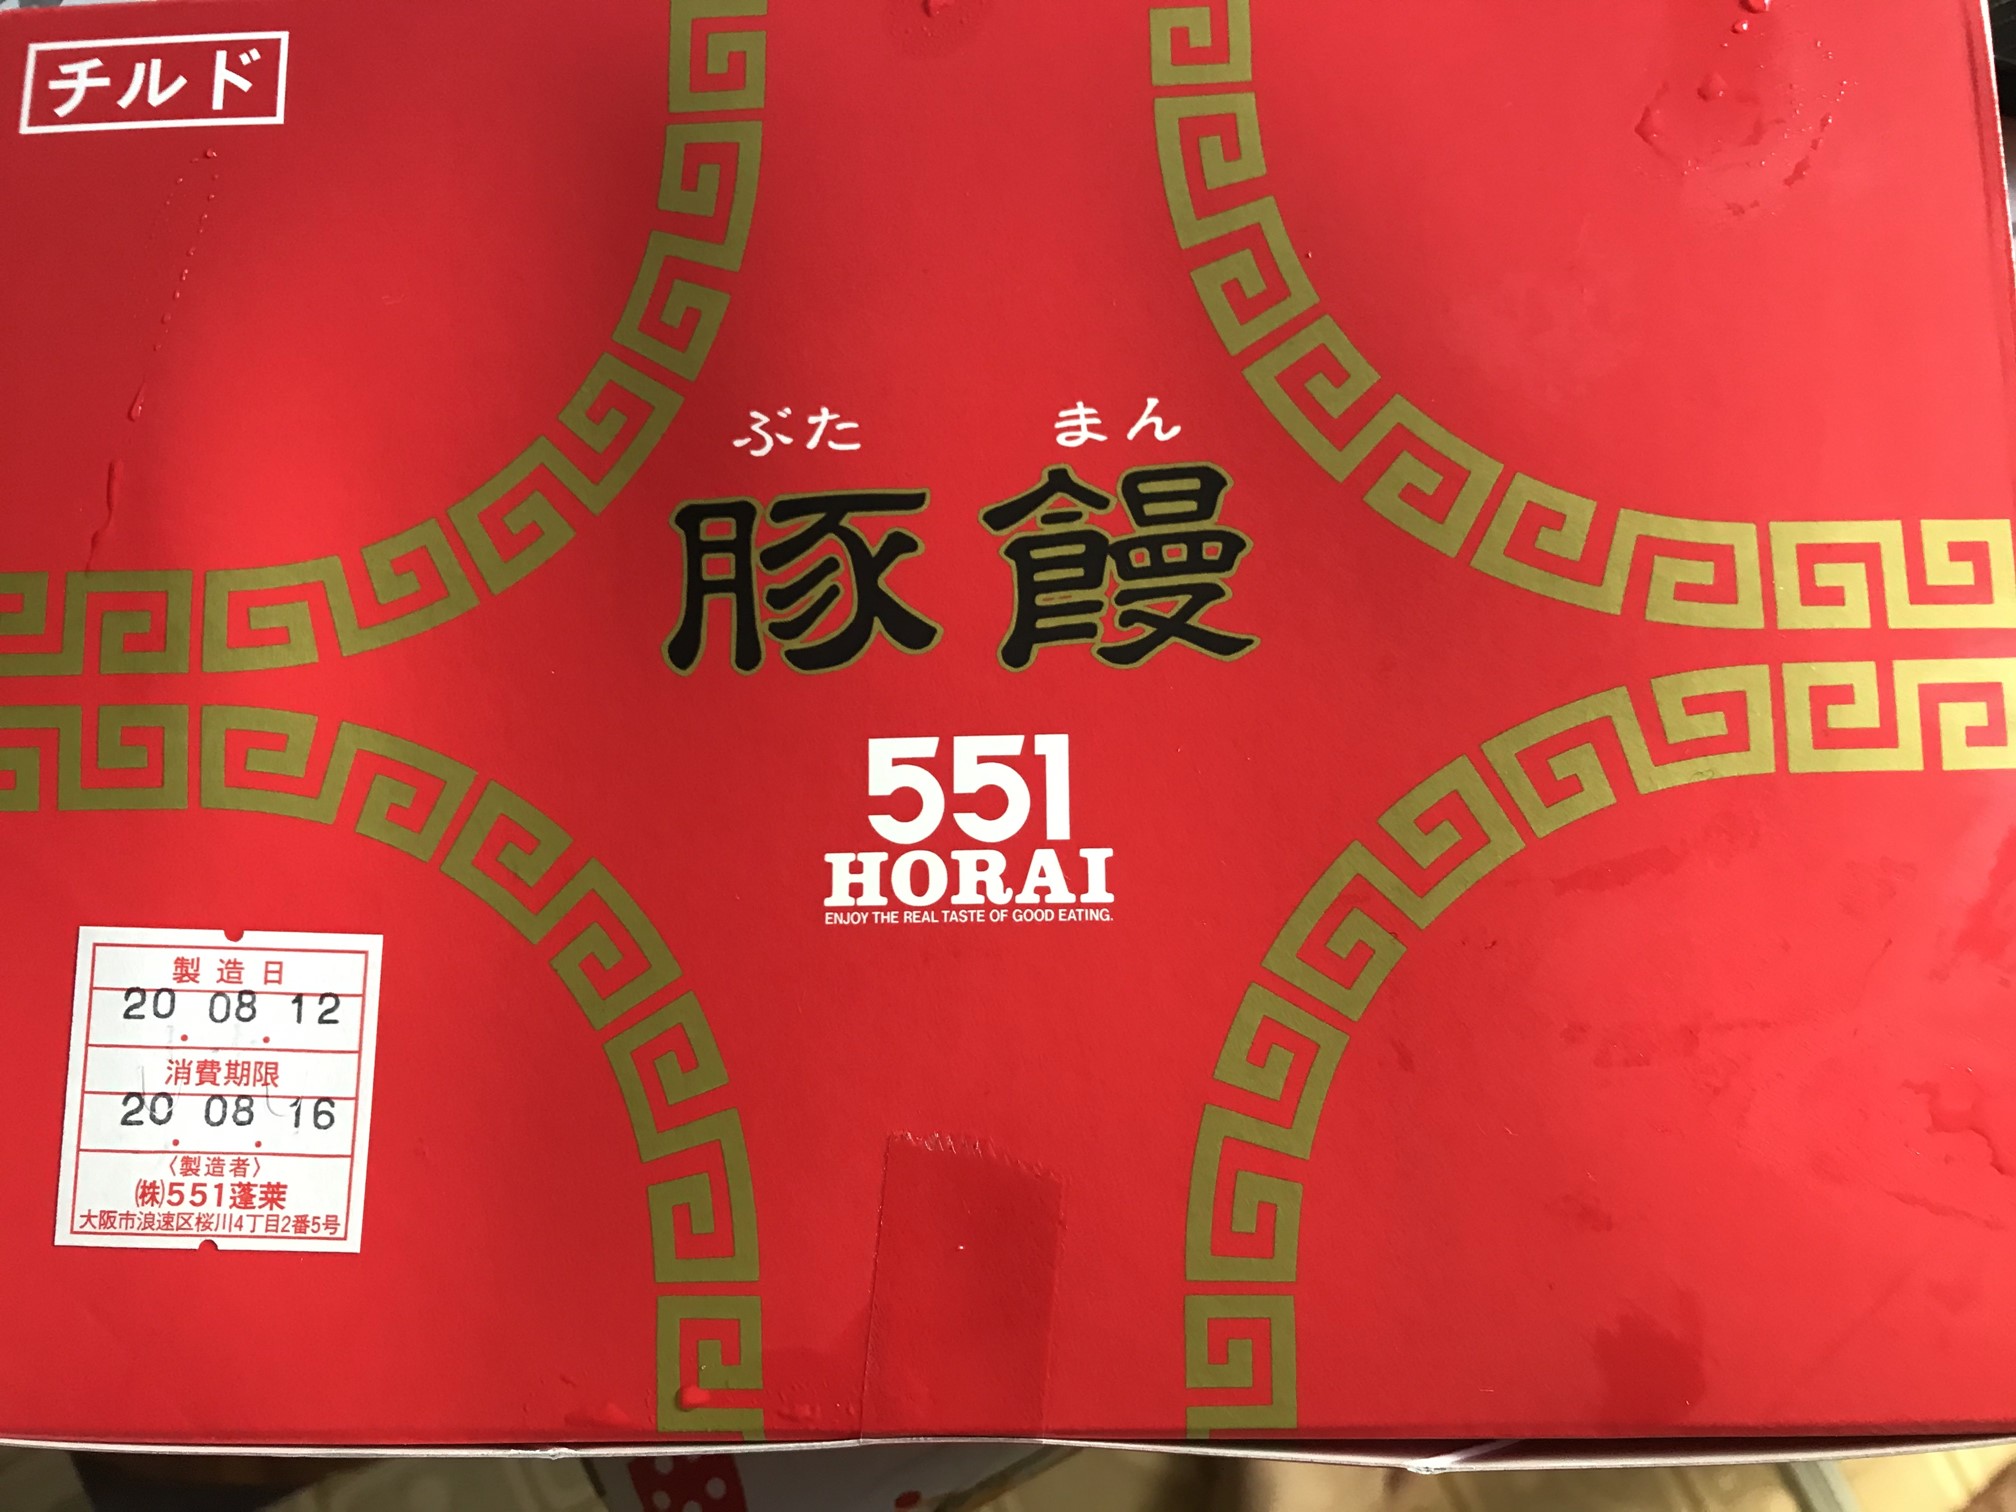 チルド
ぶた まん
豚饅
551
HORAI
ENJOY THE REAL TASTE OF GOOD EATING.
製造日
20.08.12
消費期限
20.08.16
〈製造者〉
㈱551蓬莱
大阪市浪速区桜川4丁目2番5号